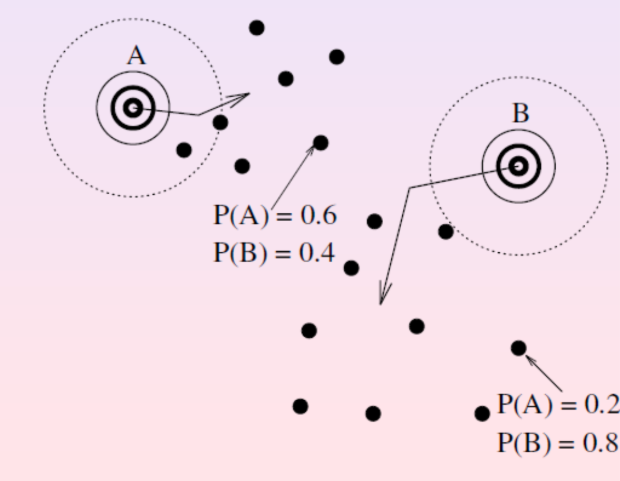 A
B
P(A) = 0.6
P(B) = 0.4
P(A) = 0.2
P(B) = 0.8